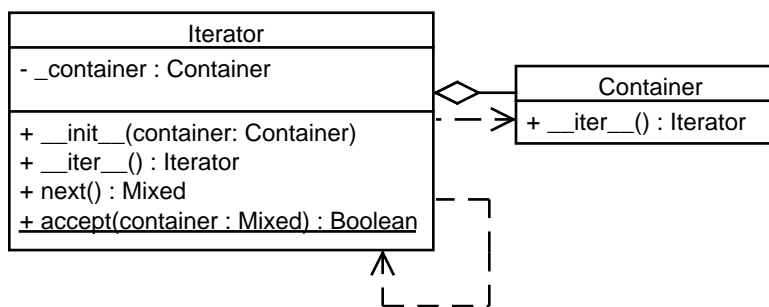 Iterator
- _container : Container
+ __init__(container: Container)
+ __iter__() : Iterator
+ next() : Mixed
+ accept(container : Mixed) : Boolean
Container
+ __iter__() : Iterator